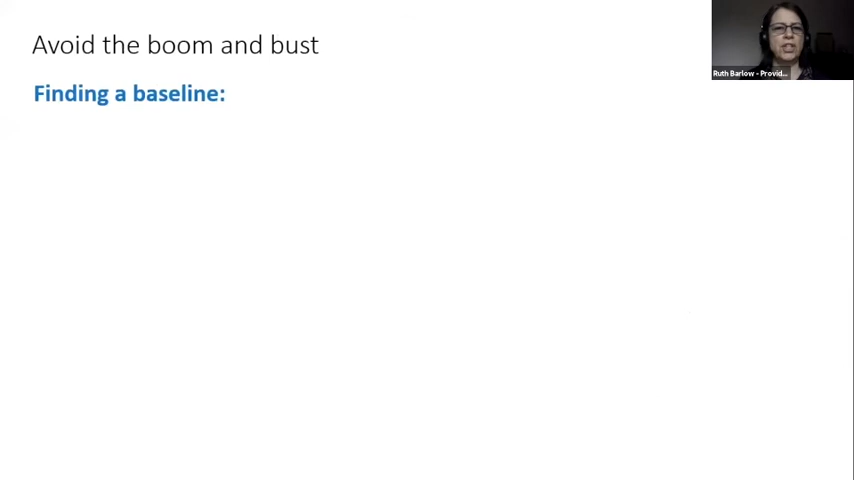 Avoid the boom and bust
Finding a baseline:
Ruth Barlow - Provid...